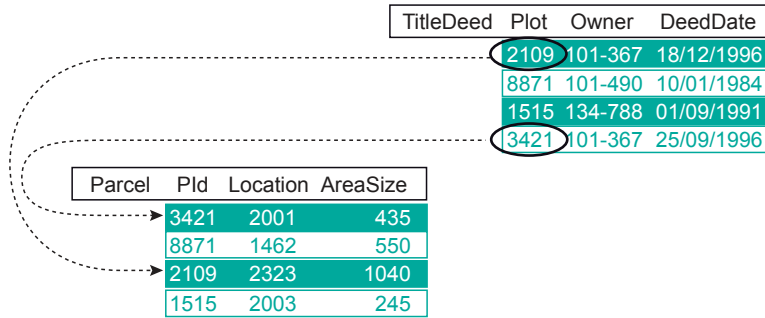 TitleDeed Plot Owner DeedDate
2109 101-367 18/12/1996
8871 101-490 10/01/1984
1515 134-788 01/09/1991
3421 101-367 25/09/1996
Parcel PId Location AreaSize
3421 2001 435
8871 1462 550
2109 2323 1040
1515 2003 245